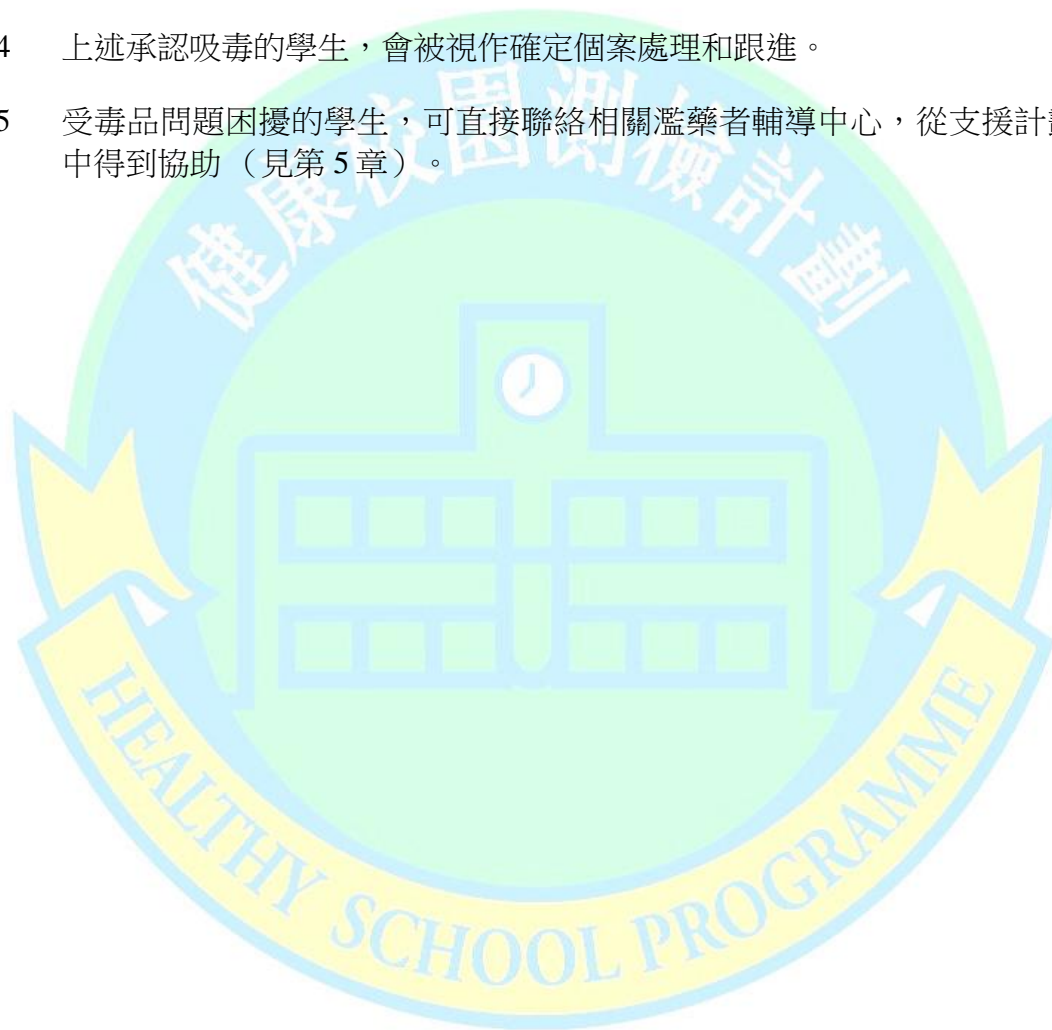 4 上述承認吸毒的學生，會被視作確定個案處理和跟進。
5 受毒品問題困擾的學生，可直接聯絡相關濫藥者輔導中心，從支援計
中得到協助 （見第 5 章）。
健康校園測檢計劃
HEALTHY SCHOOL PROGRAMME